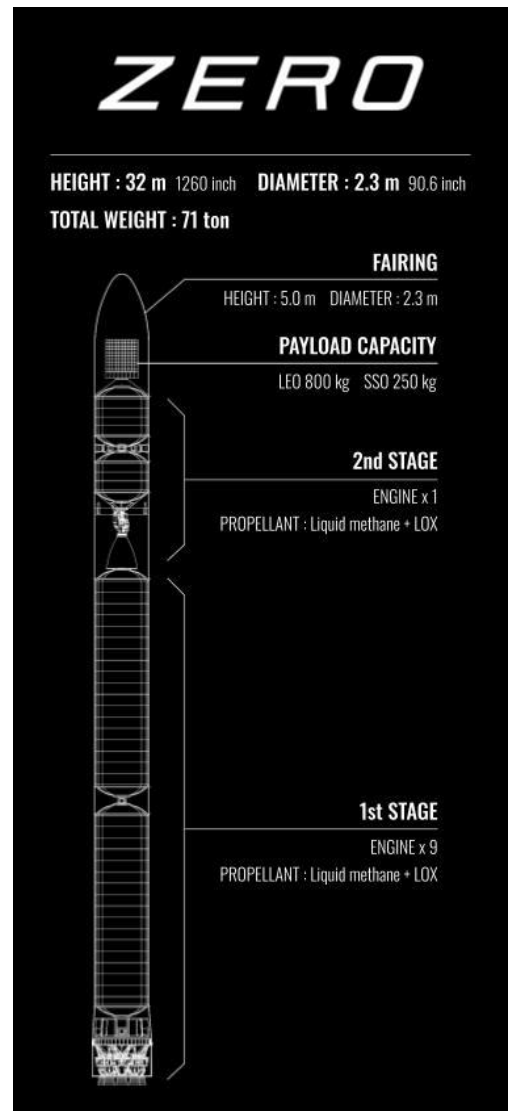 ZERO
HEIGHT : 32 m 1260 inch DIAMETER : 2.3 m 90.6 inch
TOTAL WEIGHT : 71 ton
FAIRING
HEIGHT : 5.0 m DIAMETER : 2.3 m
PAYLOAD CAPACITY
LEO 800 kg SSO 250 kg
2nd STAGE
ENGINE x 1
PROPELLANT : Liquid methane + LOX
1st STAGE
ENGINE x 9
PROPELLANT : Liquid methane + LOX